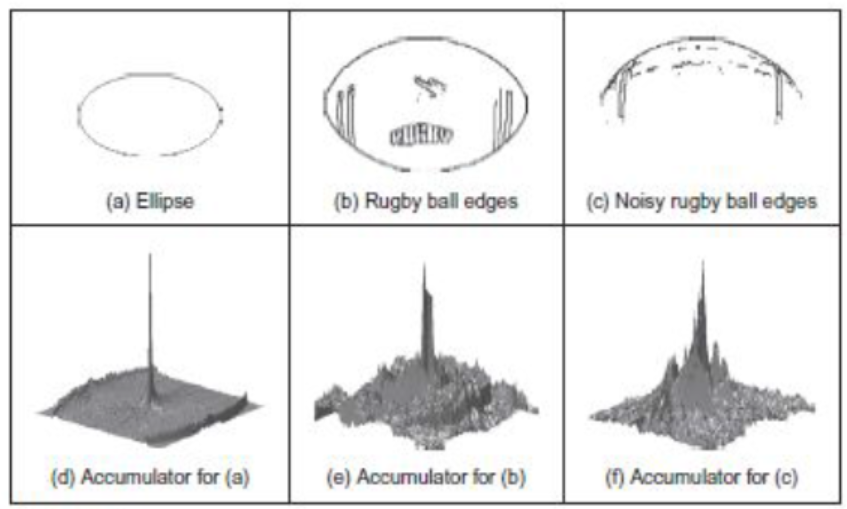 (a) Ellipse
(b) Rugby ball edges
(c) Noisy rugby ball edges
(d) Accumulator for (a)
(e) Accumulator for (b)
(f) Accumulator for (c)